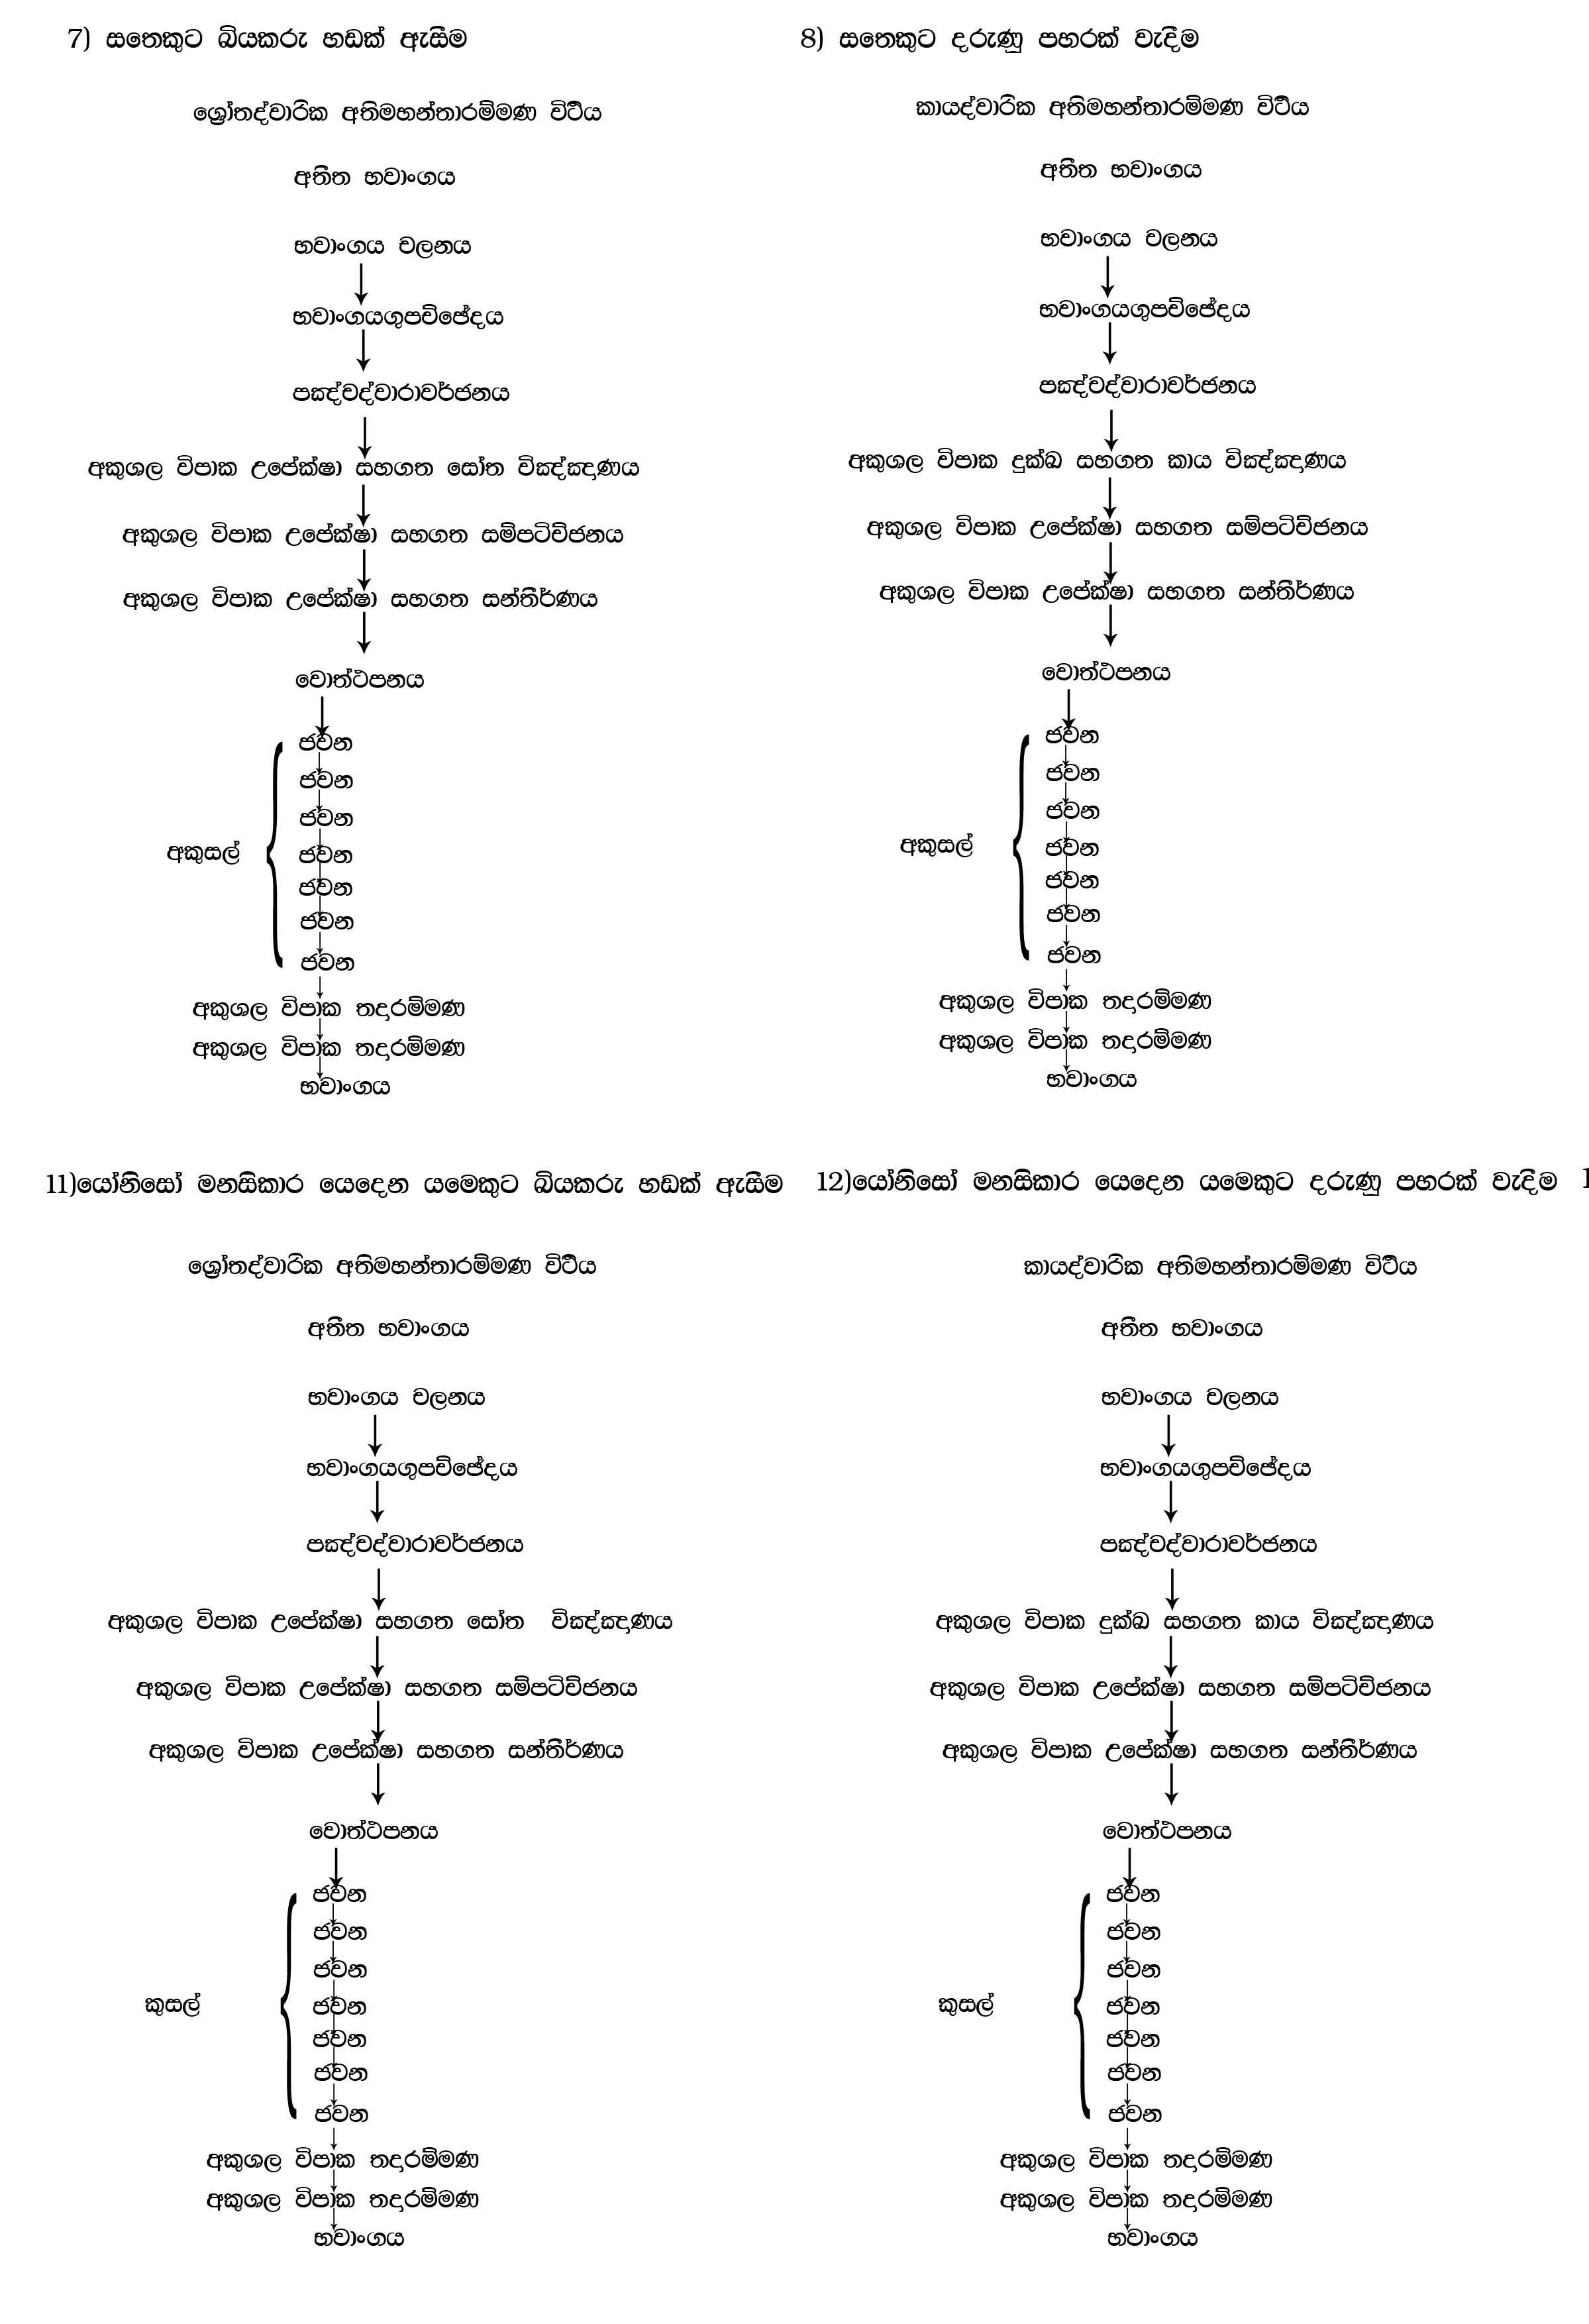 7) සතෙකුට බියකරු හඩක් ඇසීම
ශ්‍රෝතද්වාරික අතිමහන්තාරම්මණ විථිය
අතීත භවාංගය
භවාංගය චලනය
භවාංගයගුපච්ඡේදය
පඤ්චද්වාරාවර්ජනය
අකුශල විපාක උපේක්ෂා සහගත සෝත විඤ්ඤාණය
අකුශල විපාක උපේක්ෂා සහගත සම්පටිච්ජනය
අකුශල විපාක උපේක්ෂා සහගත සන්තීර්ණය
වොත්ථපනය
ජවන
ජවන
ජවන
අකුසල්
ජවන
ජවන
ජවන
ජවන
අකුශල විපාක තදාරම්මණ
අකුශල විපාක තදාරම්මණ
භවාංගය
8) සතෙකුට දරුණු පහරක් වැදීම
කායද්වාරික අතිමහන්තාරම්මණ විථිය
අතීත භවාංගය
භවාංගය චලනය
භවාංගයගුපච්ඡේදය
පඤ්චද්වාරාවර්ජනය
අකුශල විපාක දුක්ඛ සහගත කාය විඤ්ඤාණය
අකුශල විපාක උපේක්ෂා සහගත සම්පටිච්ජනය
අකුශල විපාක උපේක්ෂා සහගත සන්තීර්ණය
වොත්ථපනය
ජවන
ජවන
ජවන
අකුසල්
ජවන
ජවන
ජවන
ජවන
අකුශල විපාක තදාරම්මණ
අකුශල විපාක තදාරම්මණ
භවාංගය
11)යෝනිසෝ මනසිකාර යෙදෙන යමෙකුට බියකරු හඩක් ඇසීම
ශ්‍රෝතද්වාරික අතිමහන්තාරම්මණ විථිය
අතීත භවාංගය
භවාංගය චලනය
භවාංගයගුපච්ඡේදය
පඤ්චද්වාරාවර්ජනය
අකුශල විපාක උපේක්ෂා සහගත සෝත විඤ්ඤාණය
අකුශල විපාක උපේක්ෂා සහගත සම්පටිච්ජනය
අකුශල විපාක උපේක්ෂා සහගත සන්තීර්ණය
වොත්ථපනය
ජවන
ජවන
ජවන
කුසල්
ජවන
ජවන
ජවන
ජවන
අකුශල විපාක තදාරම්මණ
අකුශල විපාක තදාරම්මණ
භවාංගය
12)යෝනිසෝ මනසිකාර යෙදෙන යමෙකුට දරුණු පහරක් වැදීම
කායද්වාරික අතිමහන්තාරම්මණ විථිය
අතීත භවාංගය
භවාංගය චලනය
භවාංගයගුපච්ඡේදය
පඤ්චද්වාරාවර්ජනය
අකුශල විපාක දුක්ඛ සහගත කාය විඤ්ඤාණය
අකුශල විපාක උපේක්ෂා සහගත සම්පටිච්ජනය
අකුශල විපාක උපේක්ෂා සහගත සන්තීර්ණය
වොත්ථපනය
ජවන
ජවන
ජවන
කුසල්
ජවන
ජවන
ජවන
ජවන
අකුශල විපාක තදාරම්මණ
අකුශල විපාක තදාරම්මණ
භවාංගය